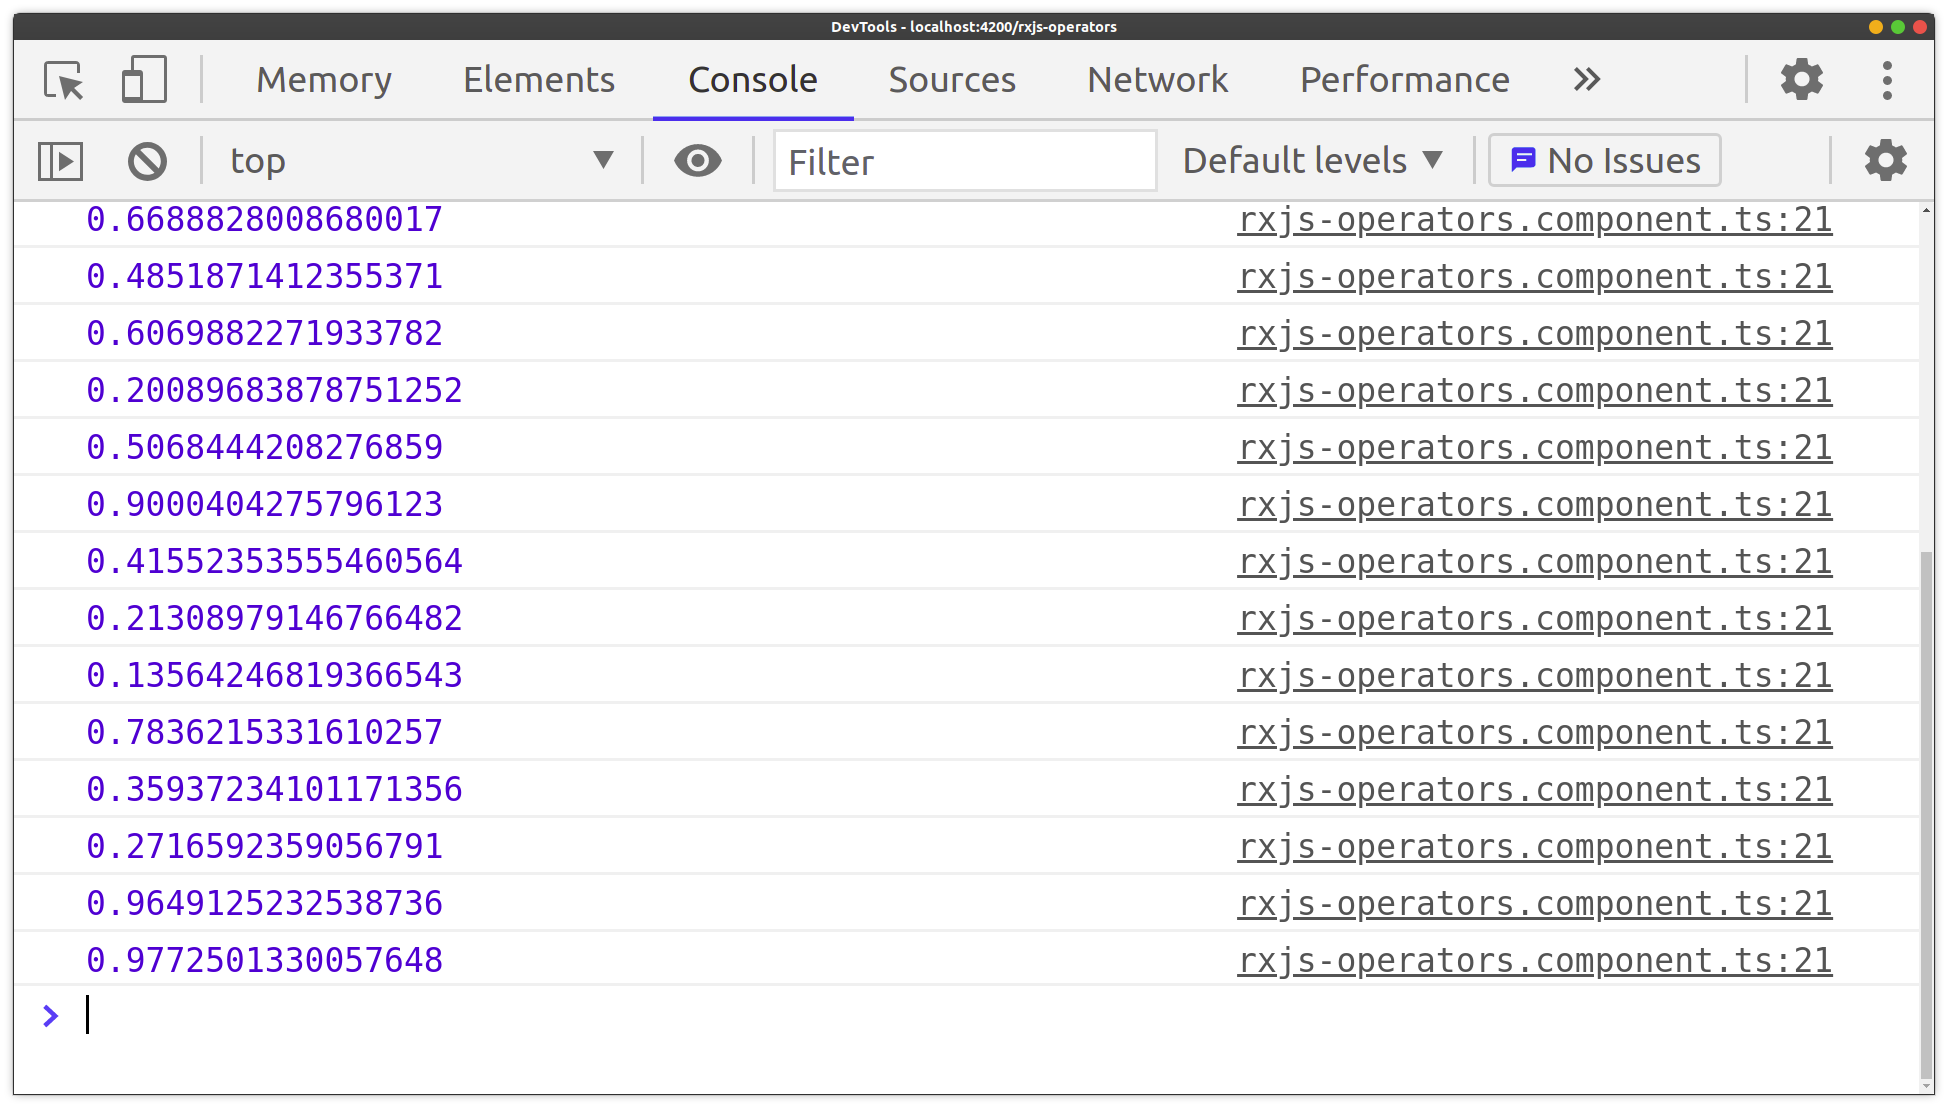 DevTools - localhost:4200/rxjs-operators
Memory Elements Console Sources Network Performance
top Filter Default levels No Issues
0.6688828008680017 rxjs-operators.component.ts:21
0.4851871412355371 rxjs-operators.component.ts:21
0.6069882271933782 rxjs-operators.component.ts:21
0.20089683878751252 rxjs-operators.component.ts:21
0.5068444208276859 rxjs-operators.component.ts:21
0.9000404275796123 rxjs-operators.component.ts:21
0.41552353555460564 rxjs-operators.component.ts:21
0.21308979146766482 rxjs-operators.component.ts:21
0.13564246819366543 rxjs-operators.component.ts:21
0.7836215331610257 rxjs-operators.component.ts:21
0.35937234101171356 rxjs-operators.component.ts:21
0.2716592359056791 rxjs-operators.component.ts:21
0.9649125232538736 rxjs-operators.component.ts:21
0.9772501330057648 rxjs-operators.component.ts:21